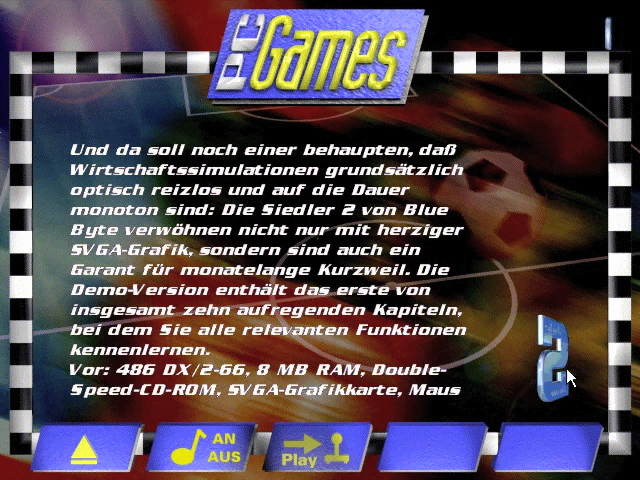 PC Games
Und da soll noch einer behaupten, daß
Wirtschaftssimulationen grundsätzlich
optisch reizlos und auf die Dauer
monoton sind: Die Siedler 2 von Blue
Byte verwöhnen nicht nur mit herziger
SVGA-Grafik, sondern sind auch ein
Garant für monatelange Kurzweil. Die
Demo-Version enthält das erste von
insgesamt zehn aufregenden Kapiteln,
bei dem Sie alle relevanten Funktionen
kennenlernen.
Vor: 486 DX/2-66, 8 MB RAM, Double-
Speed-CD-ROM, SVGA-Grafikkarte, Maus
2
AN
AUS
Play